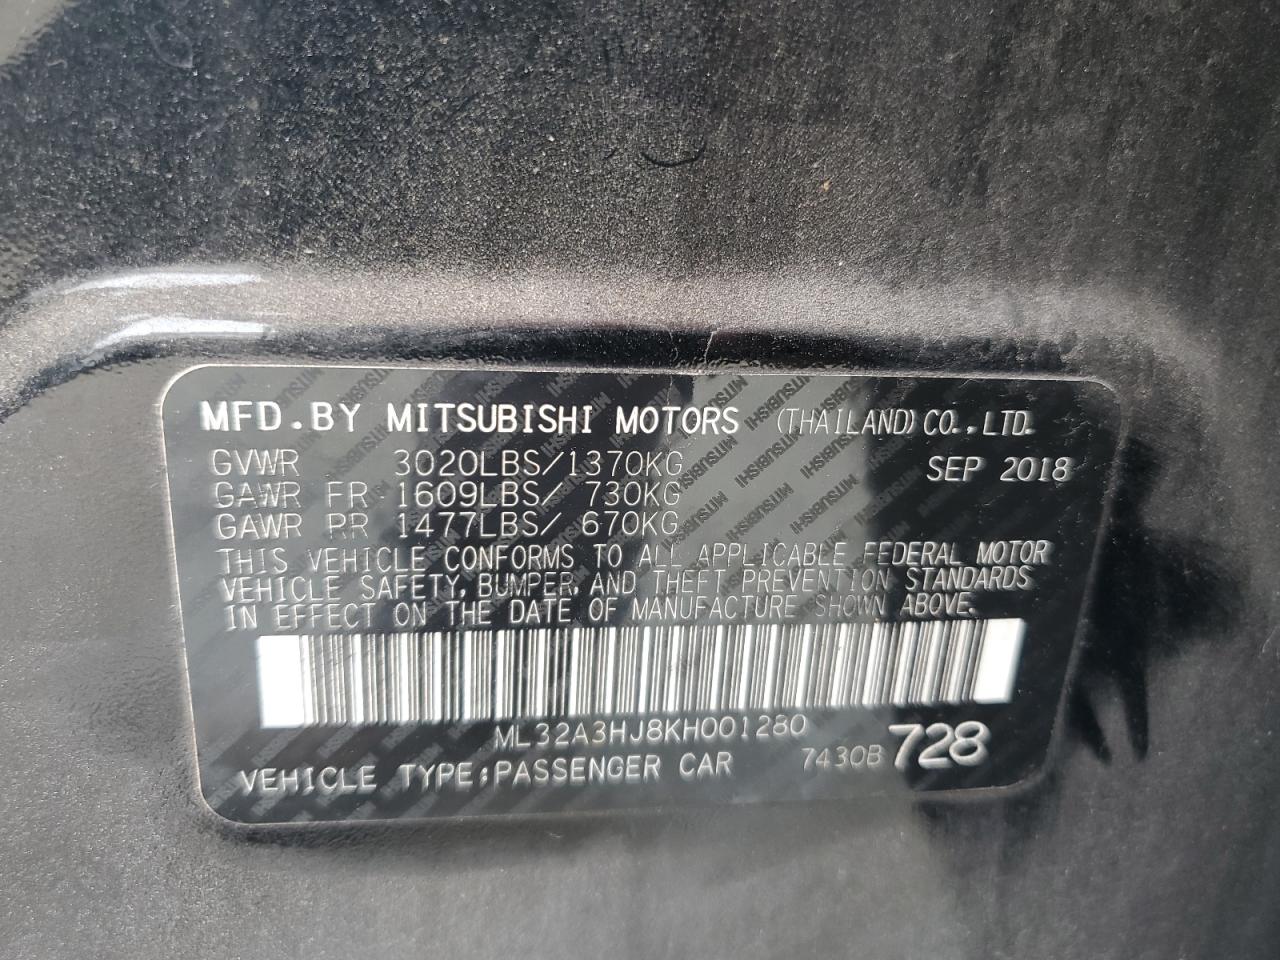 MFD.BY MITSUBISHI MOTORS (THAILAND) CO.,LTD.
GVWR 3020LBS/1370KG SEP 2018
GAWR FR 1609LBS/ 730KG
GAWR RR 1477LBS/ 670KG
THIS VEHICLE CONFORMS TO ALL APPLICABLE FEDERAL MOTOR
VEHICLE SAFETY, BUMPER, AND THEFT PREVENTION STANDARDS
IN EFFECT ON THE DATE OF MANUFACTURE SHOWN ABOVE.
ML32A3HJ8KH001280
VEHICLE TYPE:PASSENGER CAR 7430B 728